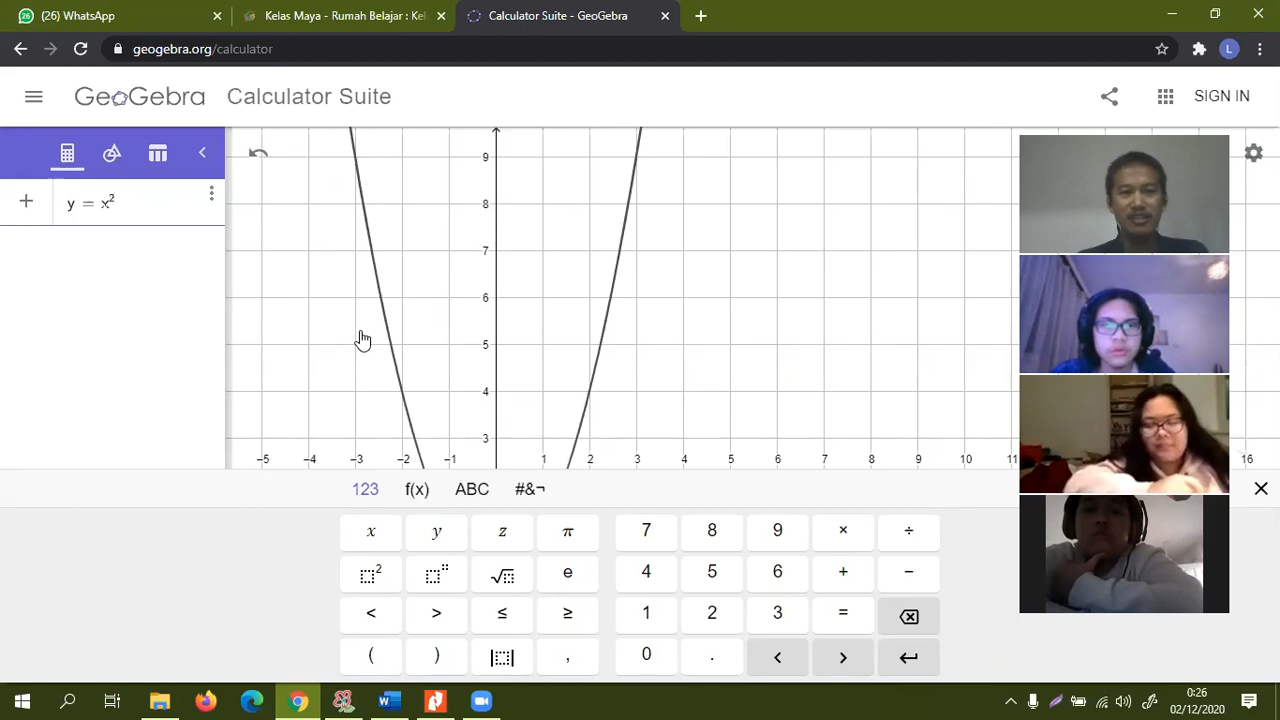 (26) WhatsApp
Kelas Maya - Rumah Belajar : Kel
Calculator Suite - GeoGebra
geogebra.org/calculator
L
GeoGebra
Calculator Suite
SIGN IN
y = x²
9
8
7
6
5
4
3
–5 –4 –3 –2 –1 1 2 3 4 5 6 7 8 9 10 11 16
123 f(x) ABC #&¬
x y z π 7 8 9 × ÷
2 √ e 4 5 6 + −
< > ≤ ≥ 1 2 3 =
( ) | | , 0 . < >
0:26
02/12/2020